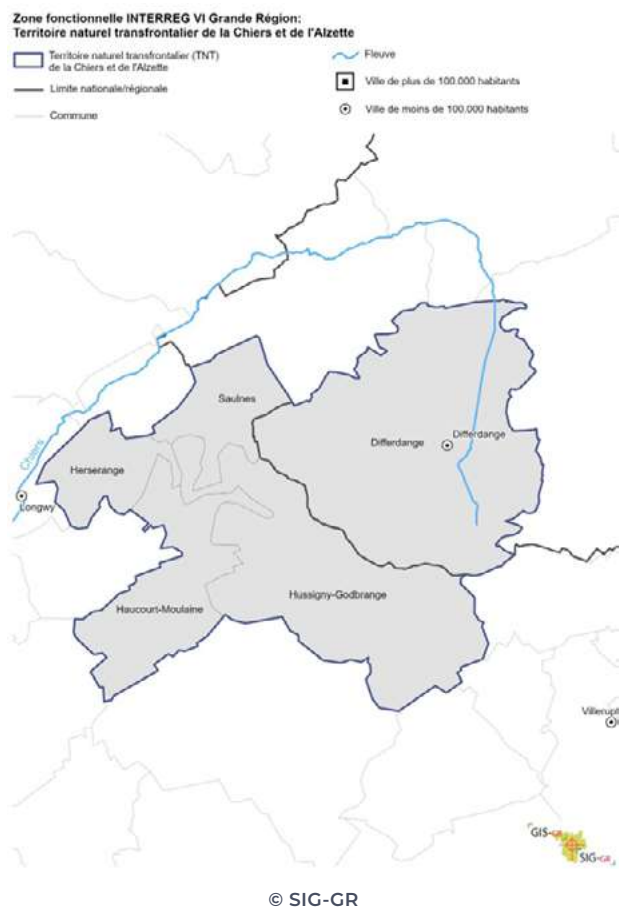 Zone fonctionnelle INTERREG VI Grande Région:
Territoire naturel transfrontalier de la Chiers et de l'Alzette
Territoire naturel transfrontalier (TNT)
de la Chiers et de l'Alzette
Limite nationale/régionale
Commune
Fleuve
Ville de plus de 100.000 habitants
Ville de moins de 100.000 habitants
Saulnes
Differdange
Differdange
Chiers
Herserange
Longwy
Haucourt-Moulaine
Hussigny-Godbrange
Villerupt
GIS-GR
SIG-GR
© SIG-GR